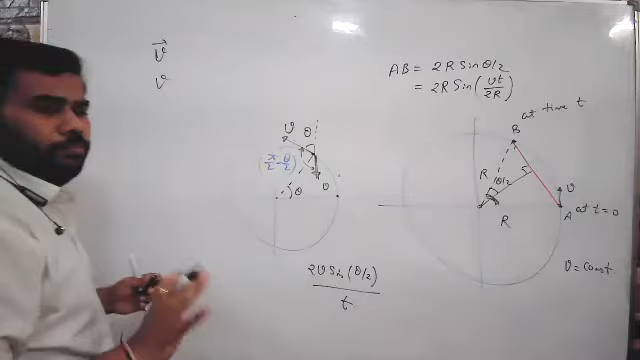 v⃗
v
AB = 2R Sin θ/2
= 2R Sin(vt/2R)
at time t
B
v
θ
(π/2 - θ/2)
θ
v
R
θ/2
v
A
at t=0
R
2v Sin(θ/2)
t
v = const.